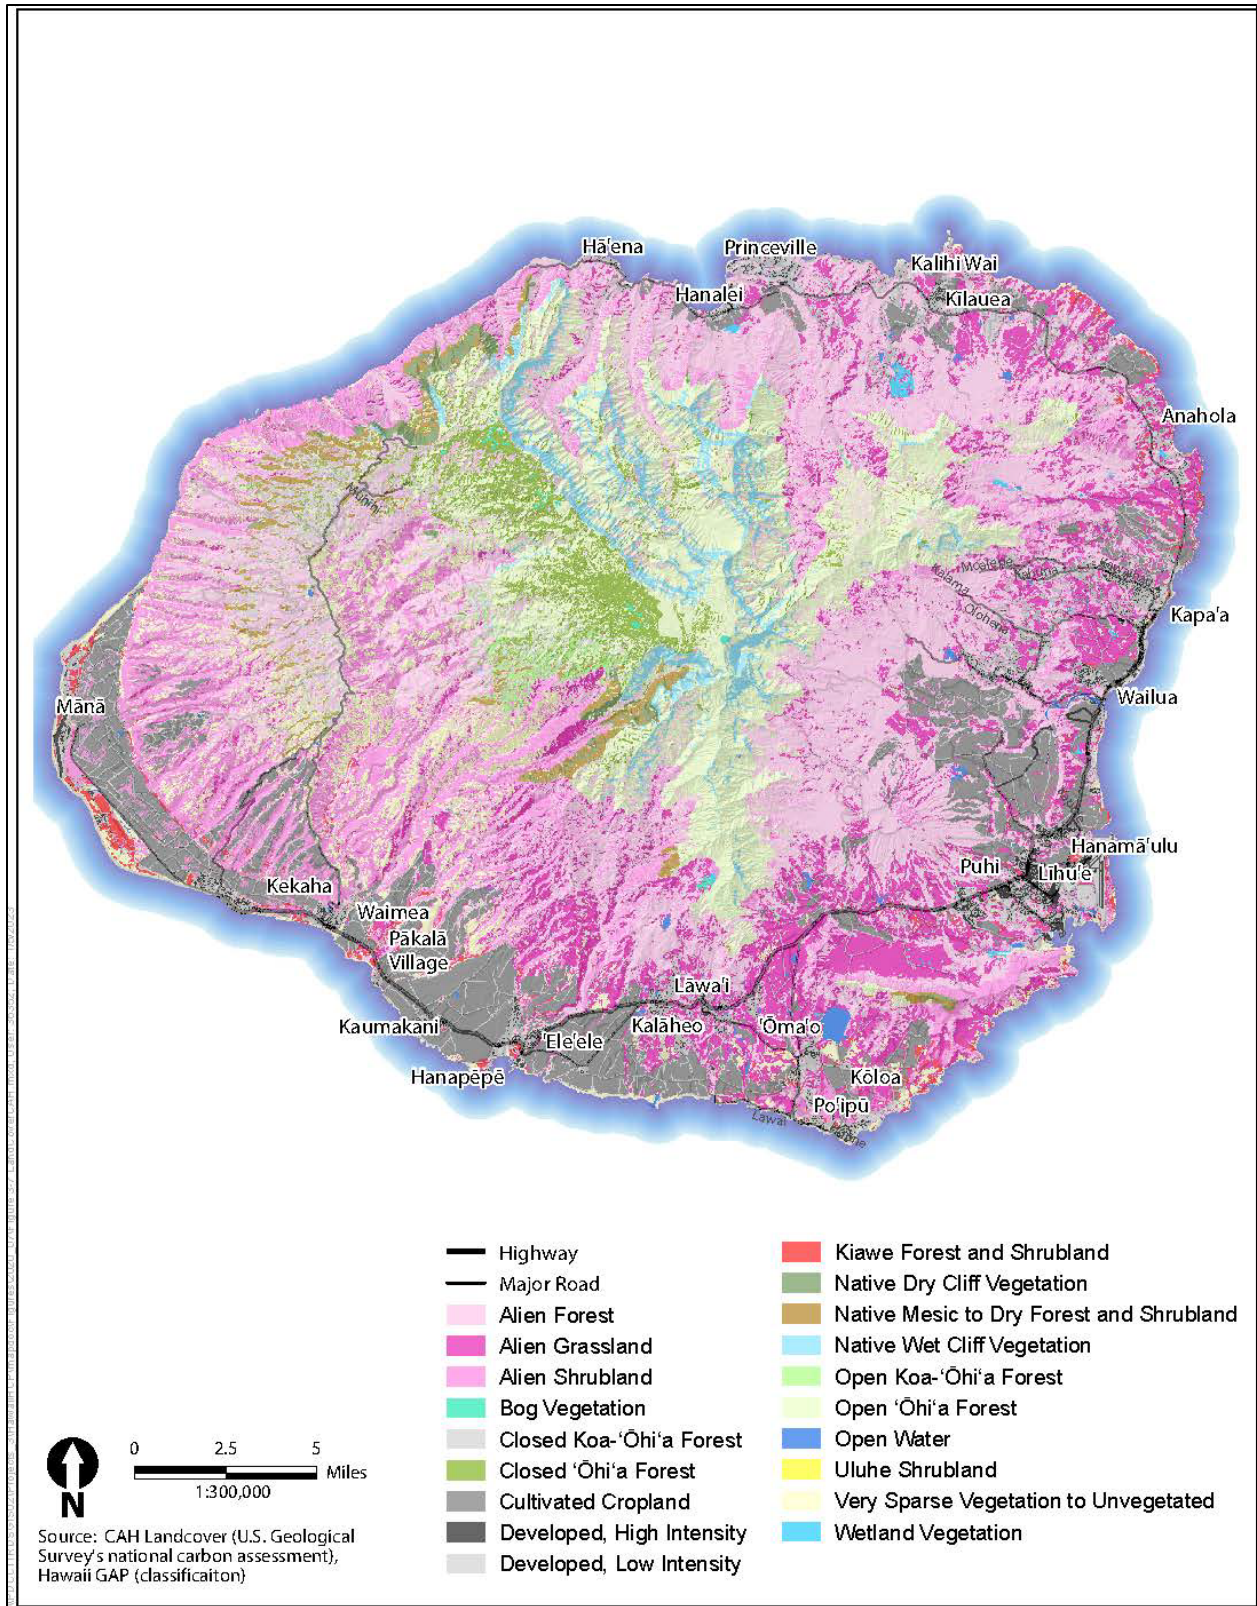 Hā'ena
Princeville
Kalihi Wai
Hanalei
Kīlauea
Anahola
Kapa'a
Wailua
Mānā
Hanāmā'ulu
Puhi
Līhu'e
Kekaha
Waimea
Pākalā
Village
Lāwa'i
Kaumakani
'Ele'ele
Kalāheo
'Ōma'o
Hanapēpē
Kōloa
Po'ipū
Lawai
Kalama
Olohena
Highway
Major Road
Alien Forest
Alien Grassland
Alien Shrubland
Bog Vegetation
Closed Koa-‘Ōhi‘a Forest
Closed ‘Ōhi‘a Forest
Cultivated Cropland
Developed, High Intensity
Developed, Low Intensity
Kiawe Forest and Shrubland
Native Dry Cliff Vegetation
Native Mesic to Dry Forest and Shrubland
Native Wet Cliff Vegetation
Open Koa-‘Ōhi‘a Forest
Open ‘Ōhi‘a Forest
Open Water
Uluhe Shrubland
Very Sparse Vegetation to Unvegetated
Wetland Vegetation
N
0 2.5 5
Miles
1:300,000
Source: CAH Landcover (U.S. Geological
Survey's national carbon assessment),
Hawaii GAP (classificaiton)